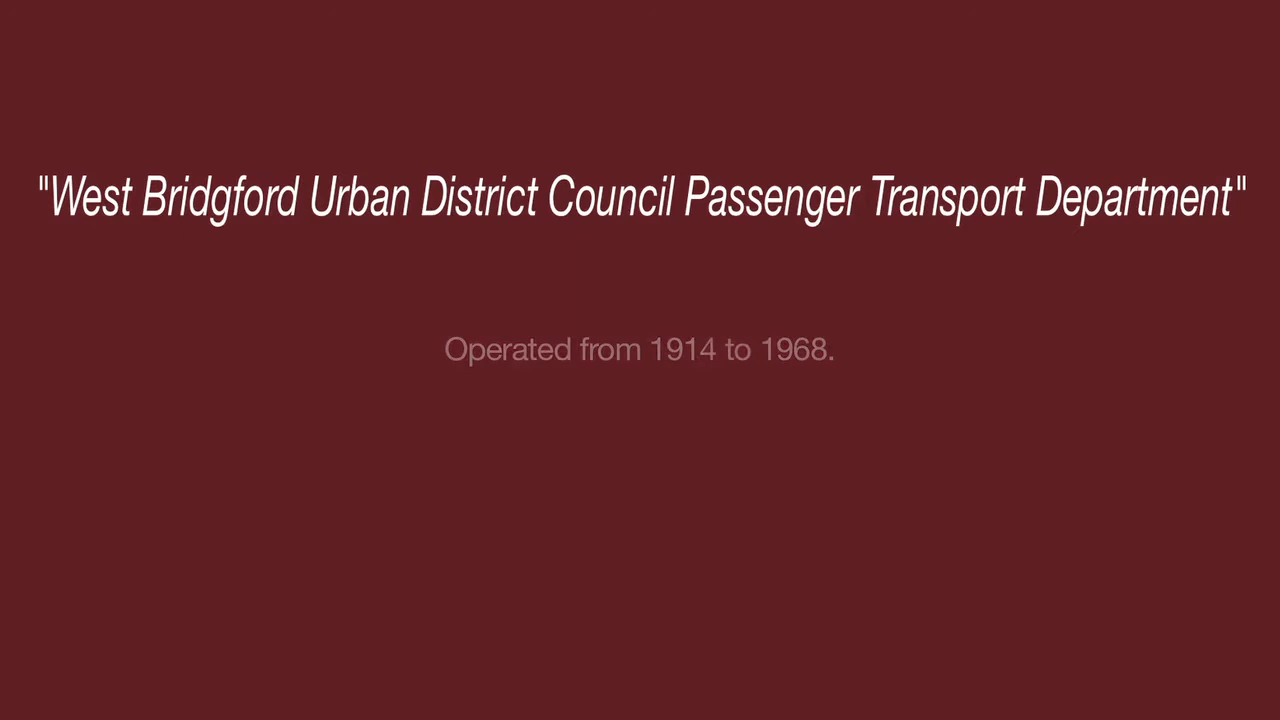 "West Bridgford Urban District Council Passenger Transport Department"
Operated from 1914 to 1968.